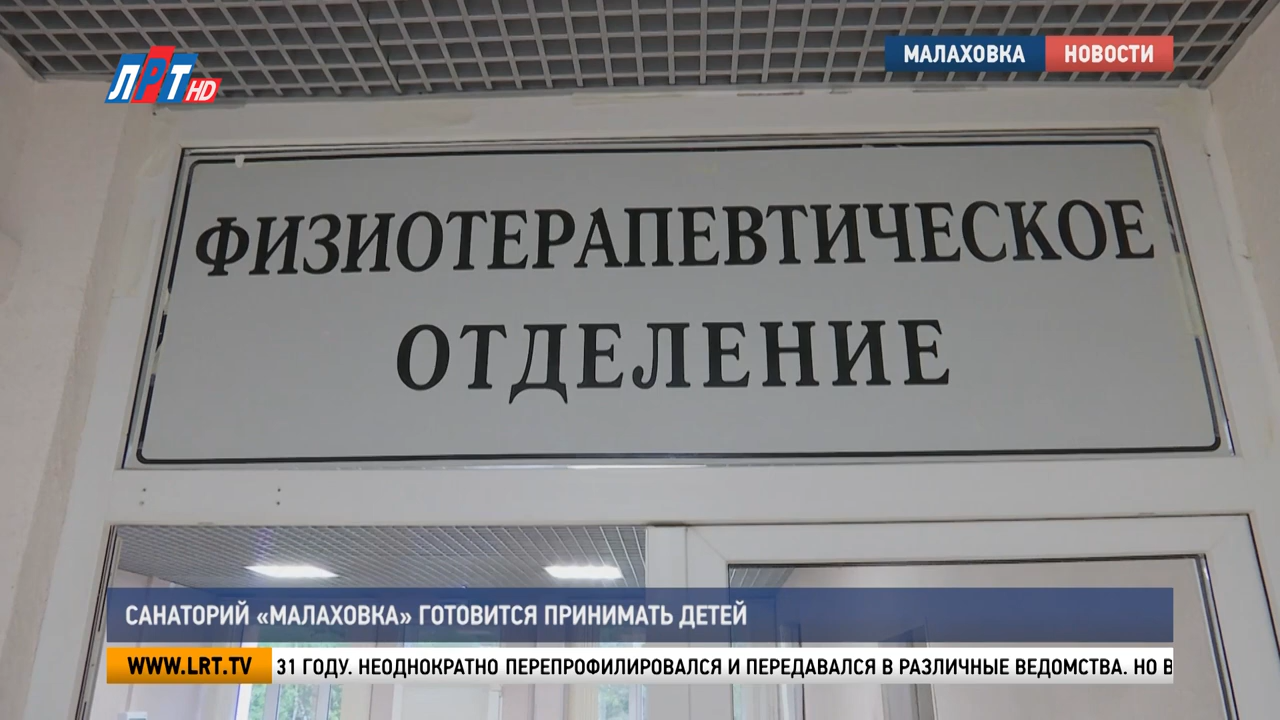 ЛРТ HD
МАЛАХОВКА НОВОСТИ
ФИЗИОТЕРАПЕВТИЧЕСКОЕ
ОТДЕЛЕНИЕ
САНАТОРИЙ «МАЛАХОВКА» ГОТОВИТСЯ ПРИНИМАТЬ ДЕТЕЙ
WWW.LRT.TV 31 ГОДУ. НЕОДНОКРАТНО ПЕРЕПРОФИЛИРОВАЛСЯ И ПЕРЕДАВАЛСЯ В РАЗЛИЧНЫЕ ВЕДОМСТВА. НО В